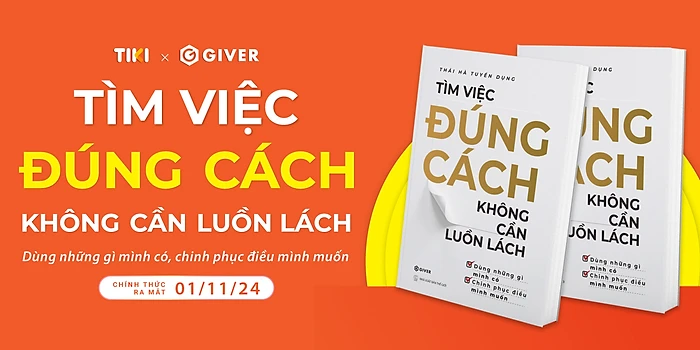 TIKI × GIVER
TÌM VIỆC
ĐÚNG CÁCH
KHÔNG CẦN LUỒN LÁCH
Dùng những gì mình có, chinh phục điều mình muốn
CHÍNH THỨC
RA MẮT
01/11/24
THÁI HÀ TUYỂN DỤNG
TÌM VIỆC
ĐÚNG
CÁCH
KHÔNG
CẦN
LUỒN LÁCH
Dùng những gì
mình có
Chinh phục điều
mình muốn
GIVER
ÚNG
CÁCH
KHÔNG
CẦN
LUỒN LÁCH
Dùng những gì
mình có
Chinh phục điều
mình muốn